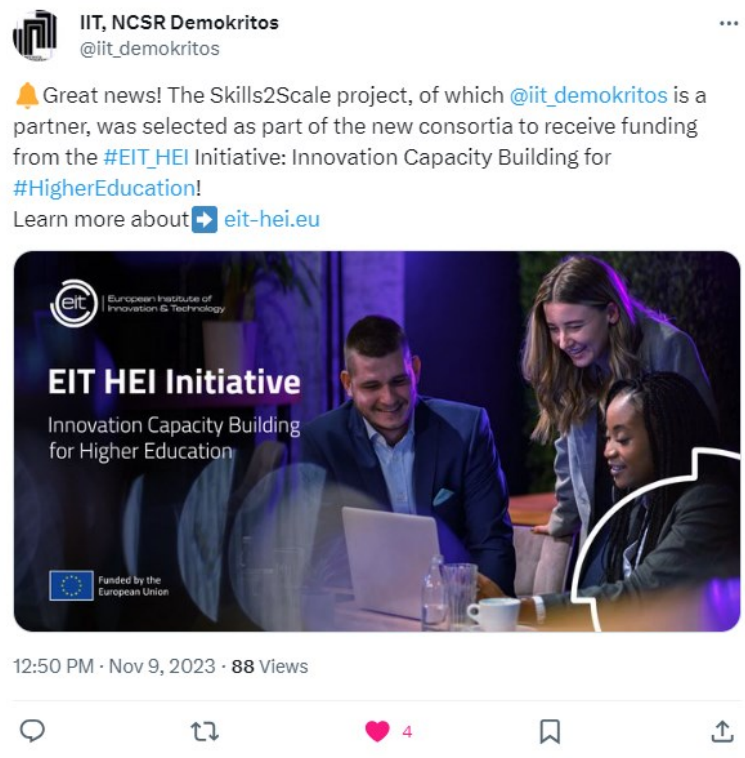 IIT, NCSR Demokritos
@iit_demokritos
🔔Great news! The Skills2Scale project, of which @iit_demokritos is a
partner, was selected as part of the new consortia to receive funding
from the #EIT_HEI Initiative: Innovation Capacity Building for
#HigherEducation!
Learn more about➡️ eit-hei.eu
eit
European Institute of
Innovation & Technology
EIT HEI Initiative
Innovation Capacity Building
for Higher Education
Funded by the
European Union
12:50 PM · Nov 9, 2023 · 88 Views
4